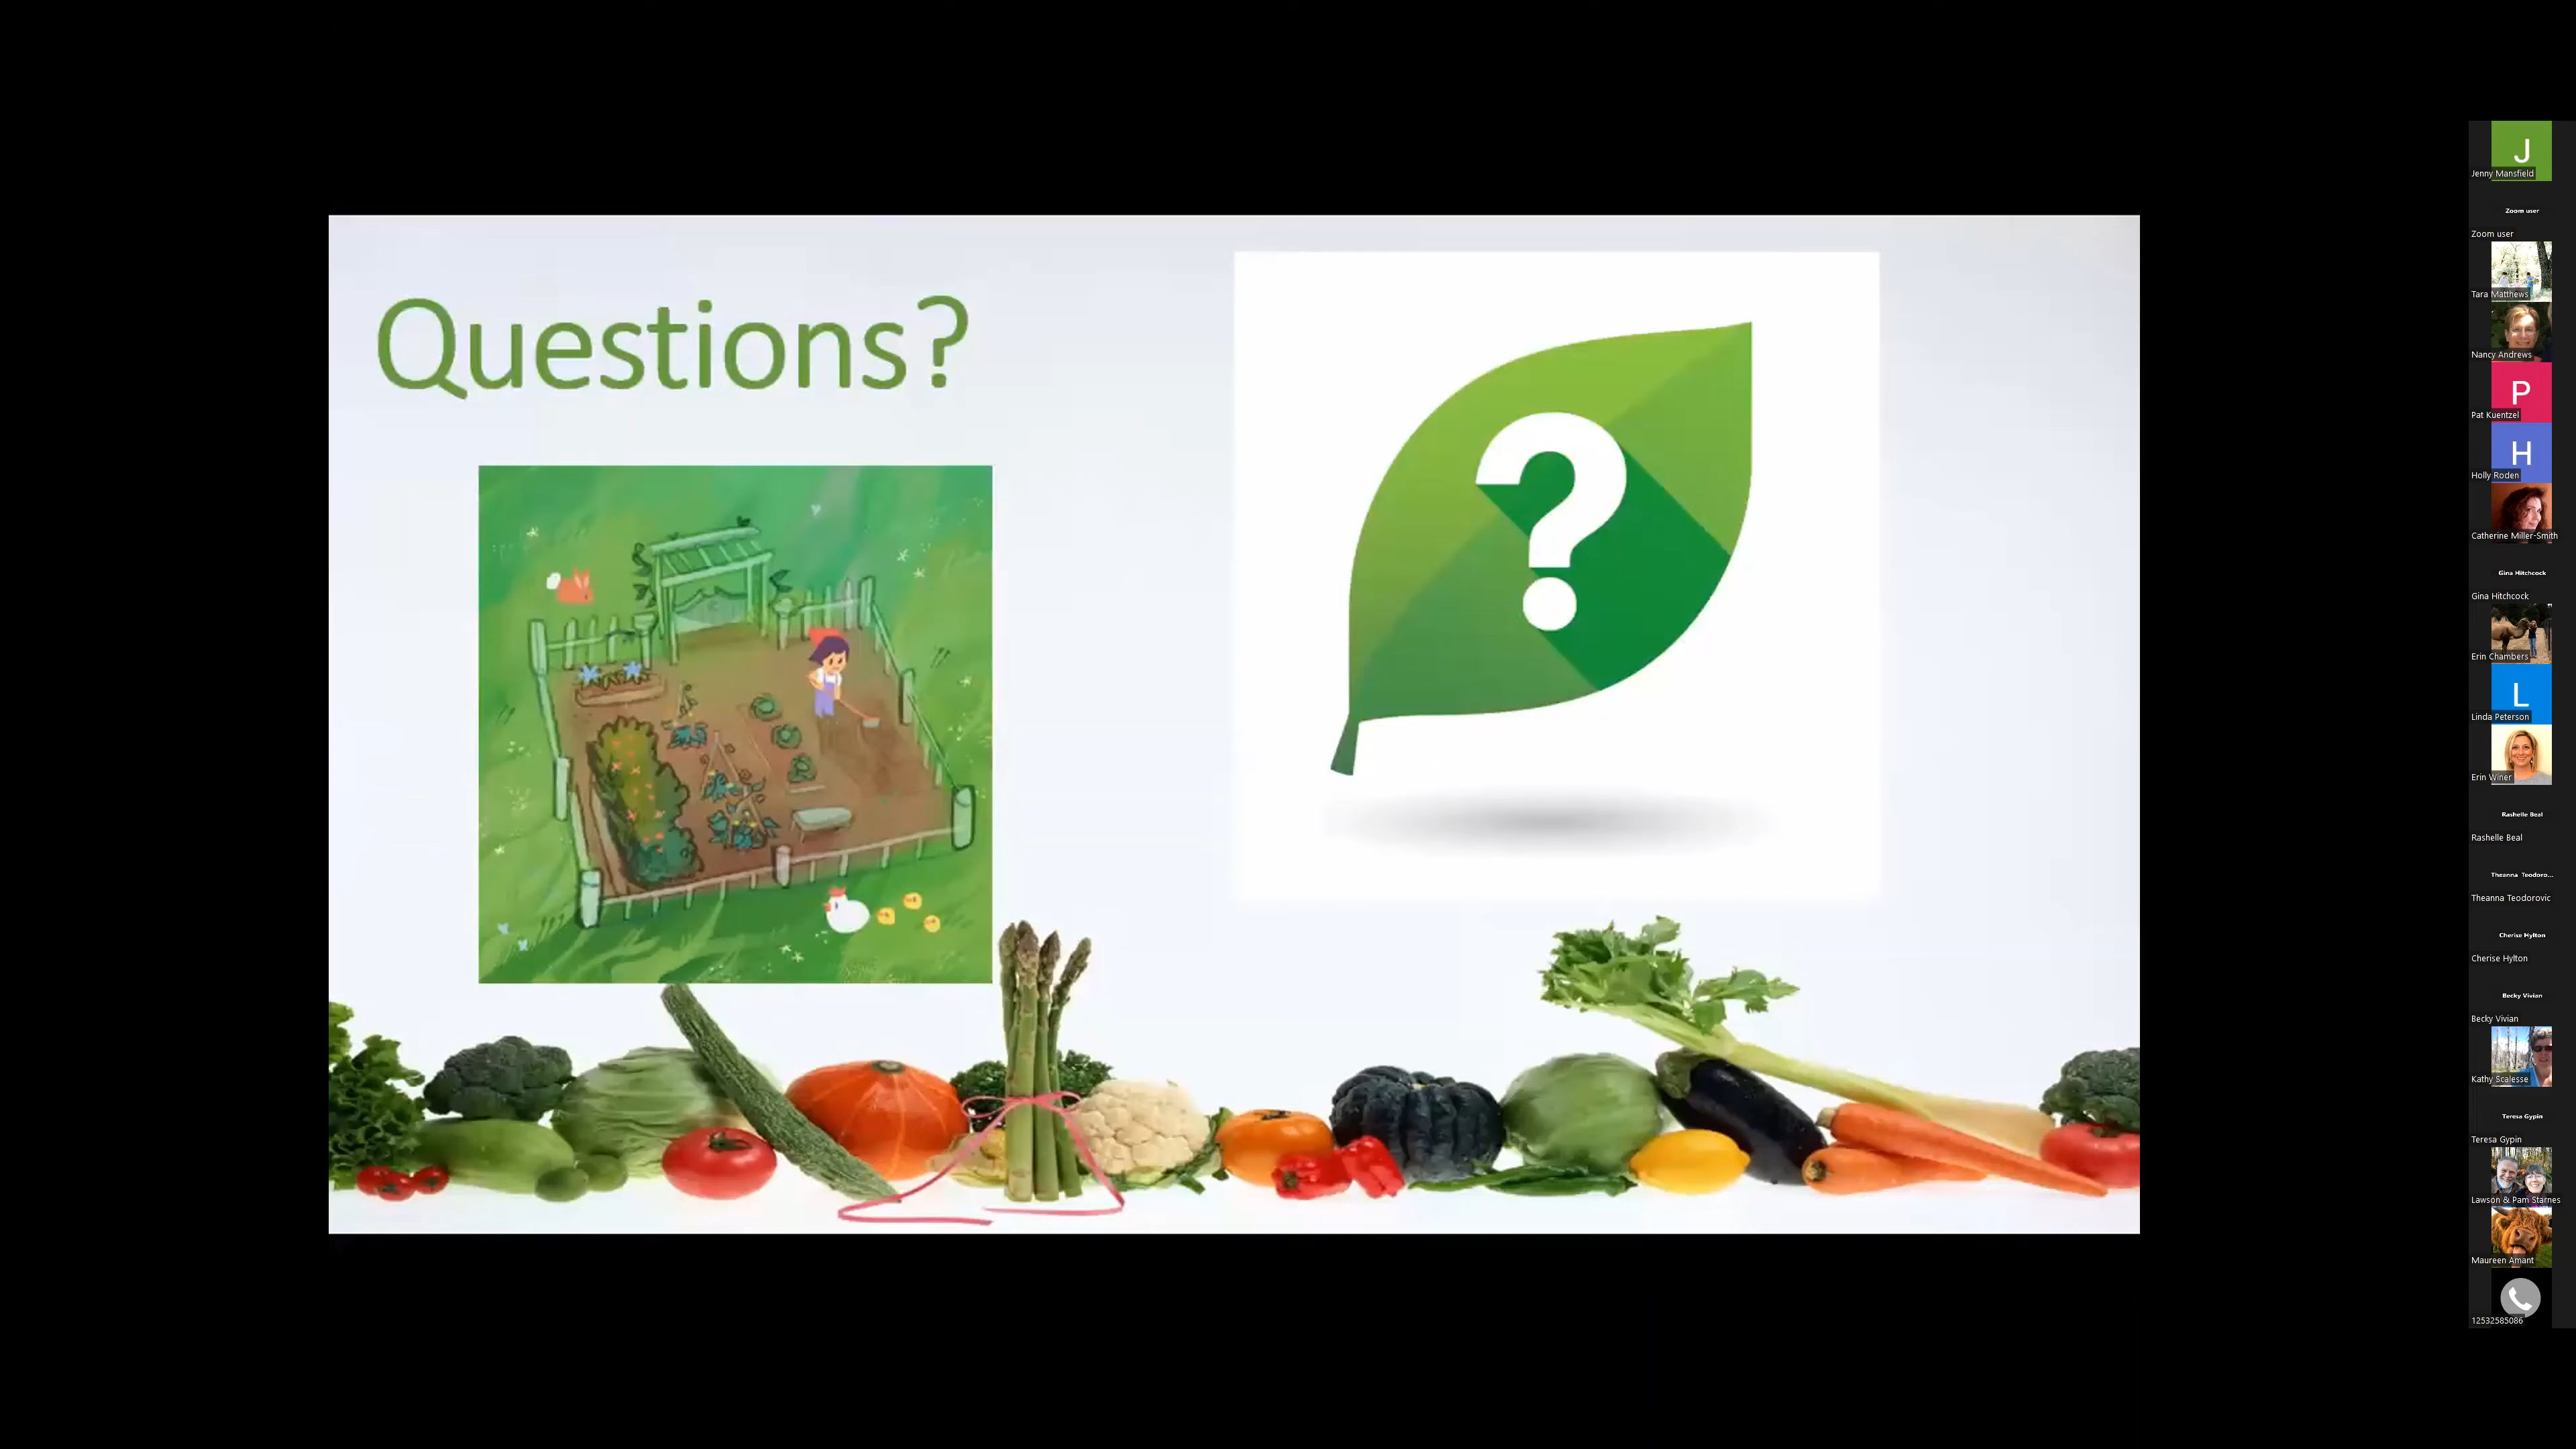 Questions?
?
J
Jenny Mansfield
Zoom user
Zoom user
Tara Matthews
Nancy Andrews
P
Pat Kuentzel
H
Holly Roden
Catherine Miller-Smith
Gina Hitchcock
Gina Hitchcock
Erin Chambers
L
Linda Peterson
Erin Winer
Rashelle Beal
Rashelle Beal
Theanna Teodoro...
Theanna Teodorovic
Cherise Hylton
Cherise Hylton
Becky Vivian
Becky Vivian
Kathy Scalesse
Teresa Gypin
Teresa Gypin
Lawson & Pam Starnes
Maureen Amant
12532585086